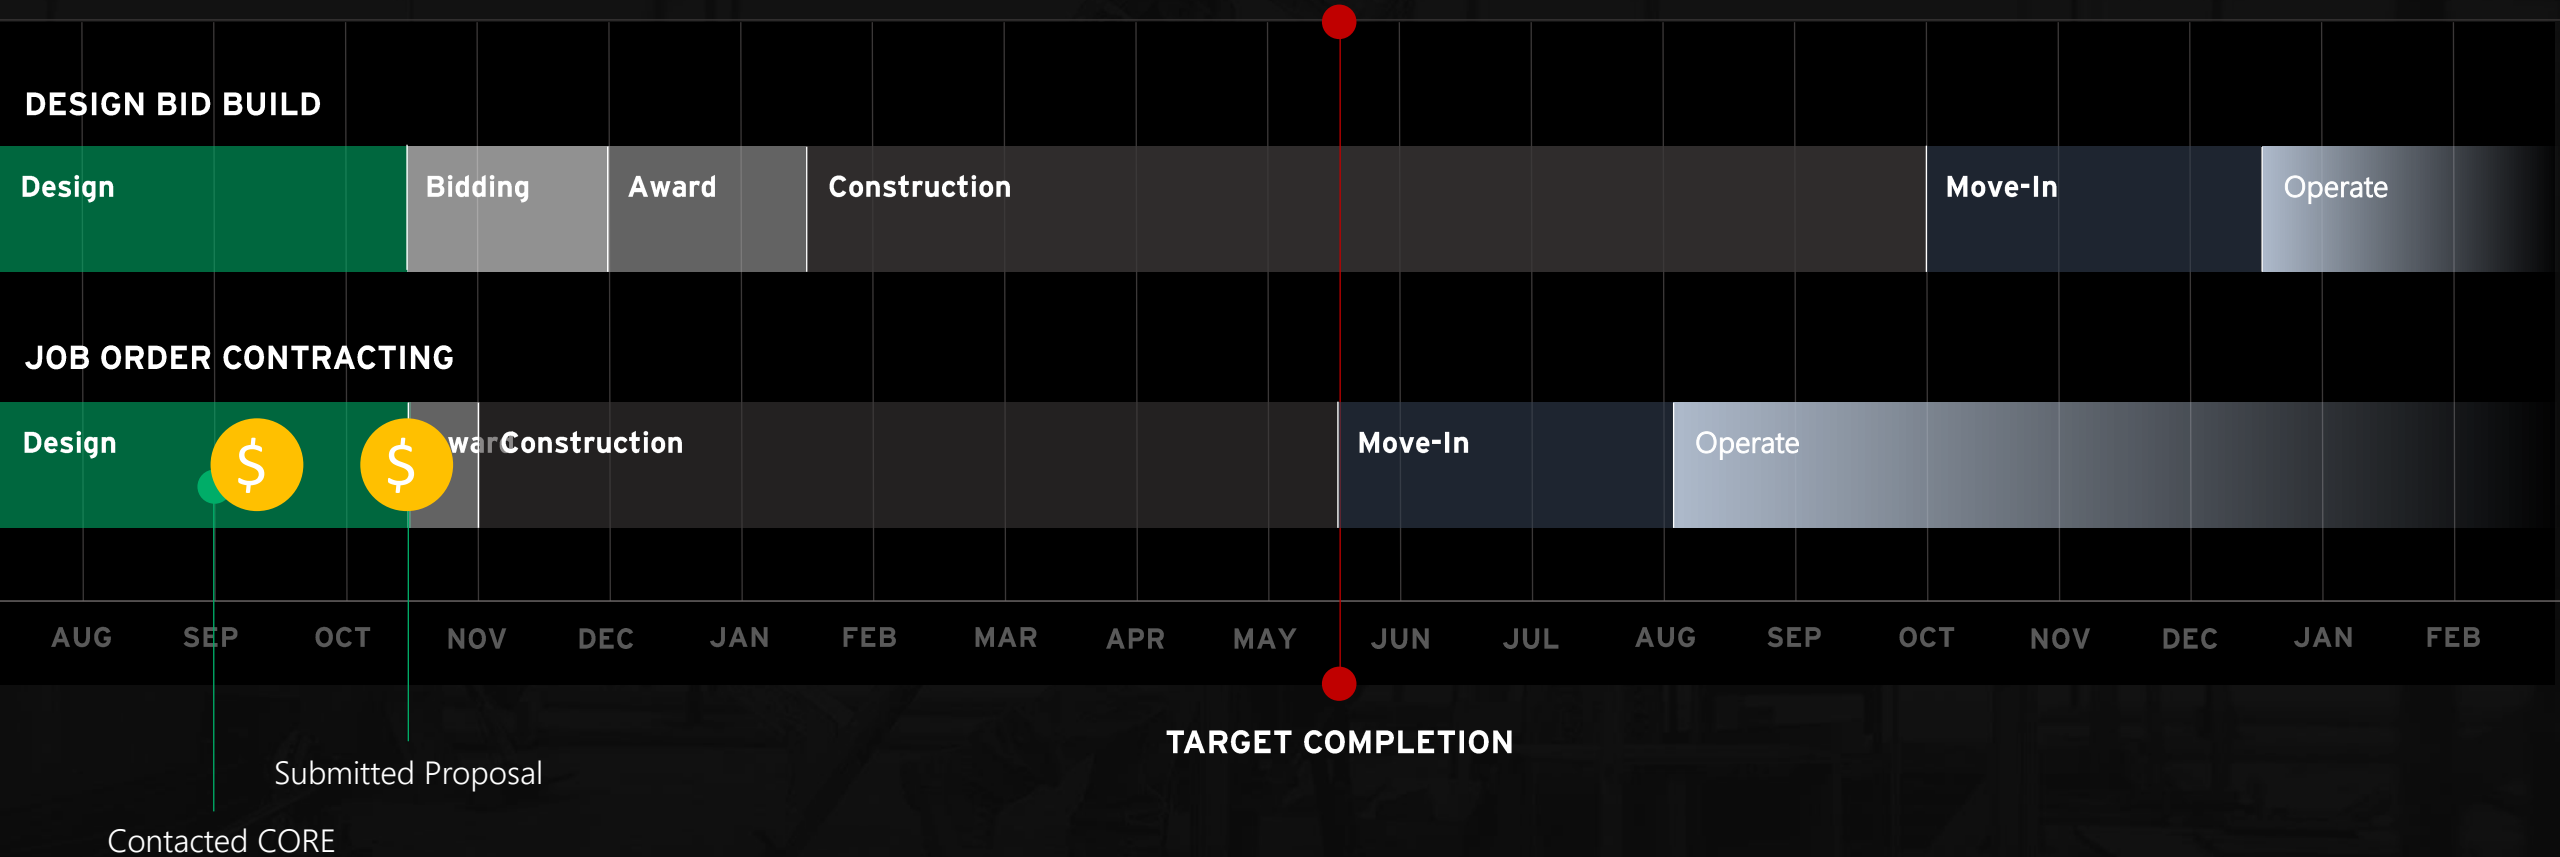 DESIGN BID BUILD
Design Bidding Award Construction Move-In Operate
JOB ORDER CONTRACTING
Design $ $ ward Construction Move-In Operate
AUG SEP OCT NOV DEC JAN FEB MAR APR MAY JUN JUL AUG SEP OCT NOV DEC JAN FEB
TARGET COMPLETION
Submitted Proposal
Contacted CORE